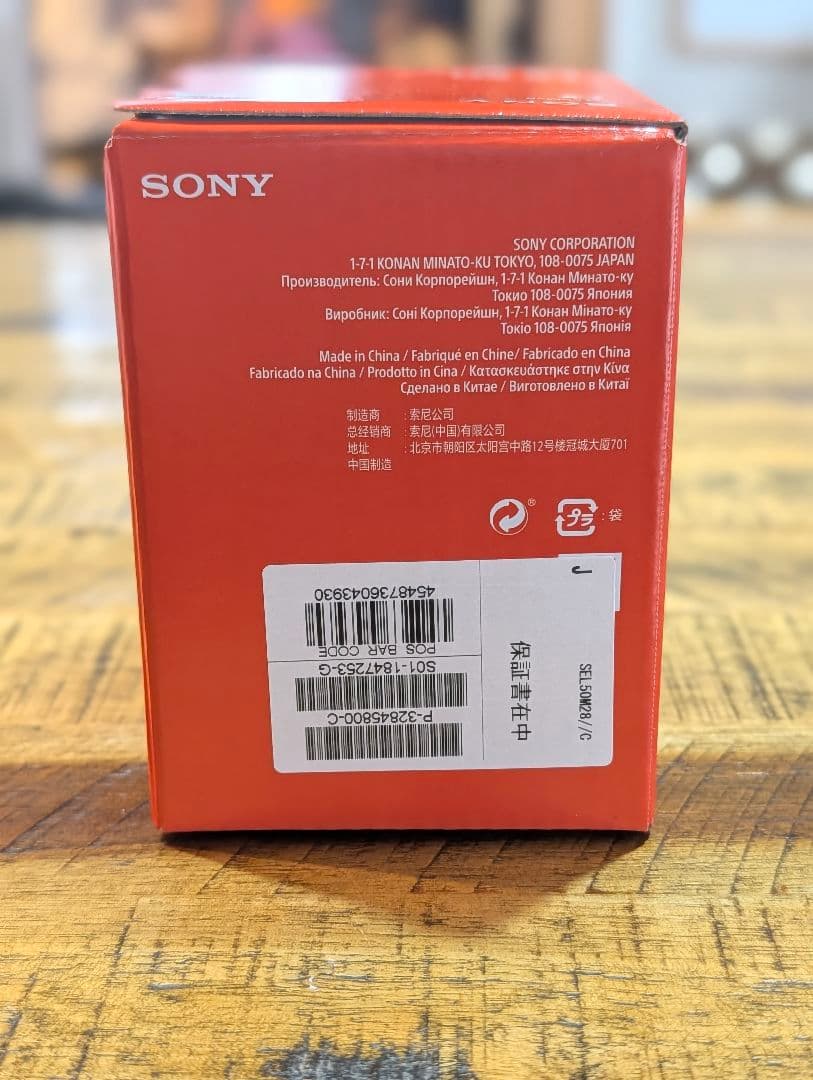 SONY
SONY CORPORATION
1-7-1 KONAN MINATO-KU TOKYO, 108-0075 JAPAN
Производитель: Сони Корпорейшн, 1-7-1 Конан Минато-ку
Токио 108-0075 Япония
Виробник: Соні Корпорейшн, 1-7-1 Конан Мінато-ку
Токіо 108-0075 Японія
Made in China / Fabriqué en Chine/ Fabricado en China
Fabricado na China / Prodotto in Cina / Κατασκευάστηκε στην Κίνα
Сделано в Китае / Виготовлено в Китаї
制造商 : 索尼公司
总经销商 : 索尼(中国)有限公司
地址 : 北京市朝阳区太阳宫中路12号楼冠城大厦701
中国制造
® プラ : 袋
J
SEL50M28//C
保証書在中
P-32845800-C
S01-1847253-G
POS BAR CODE
4548736043930